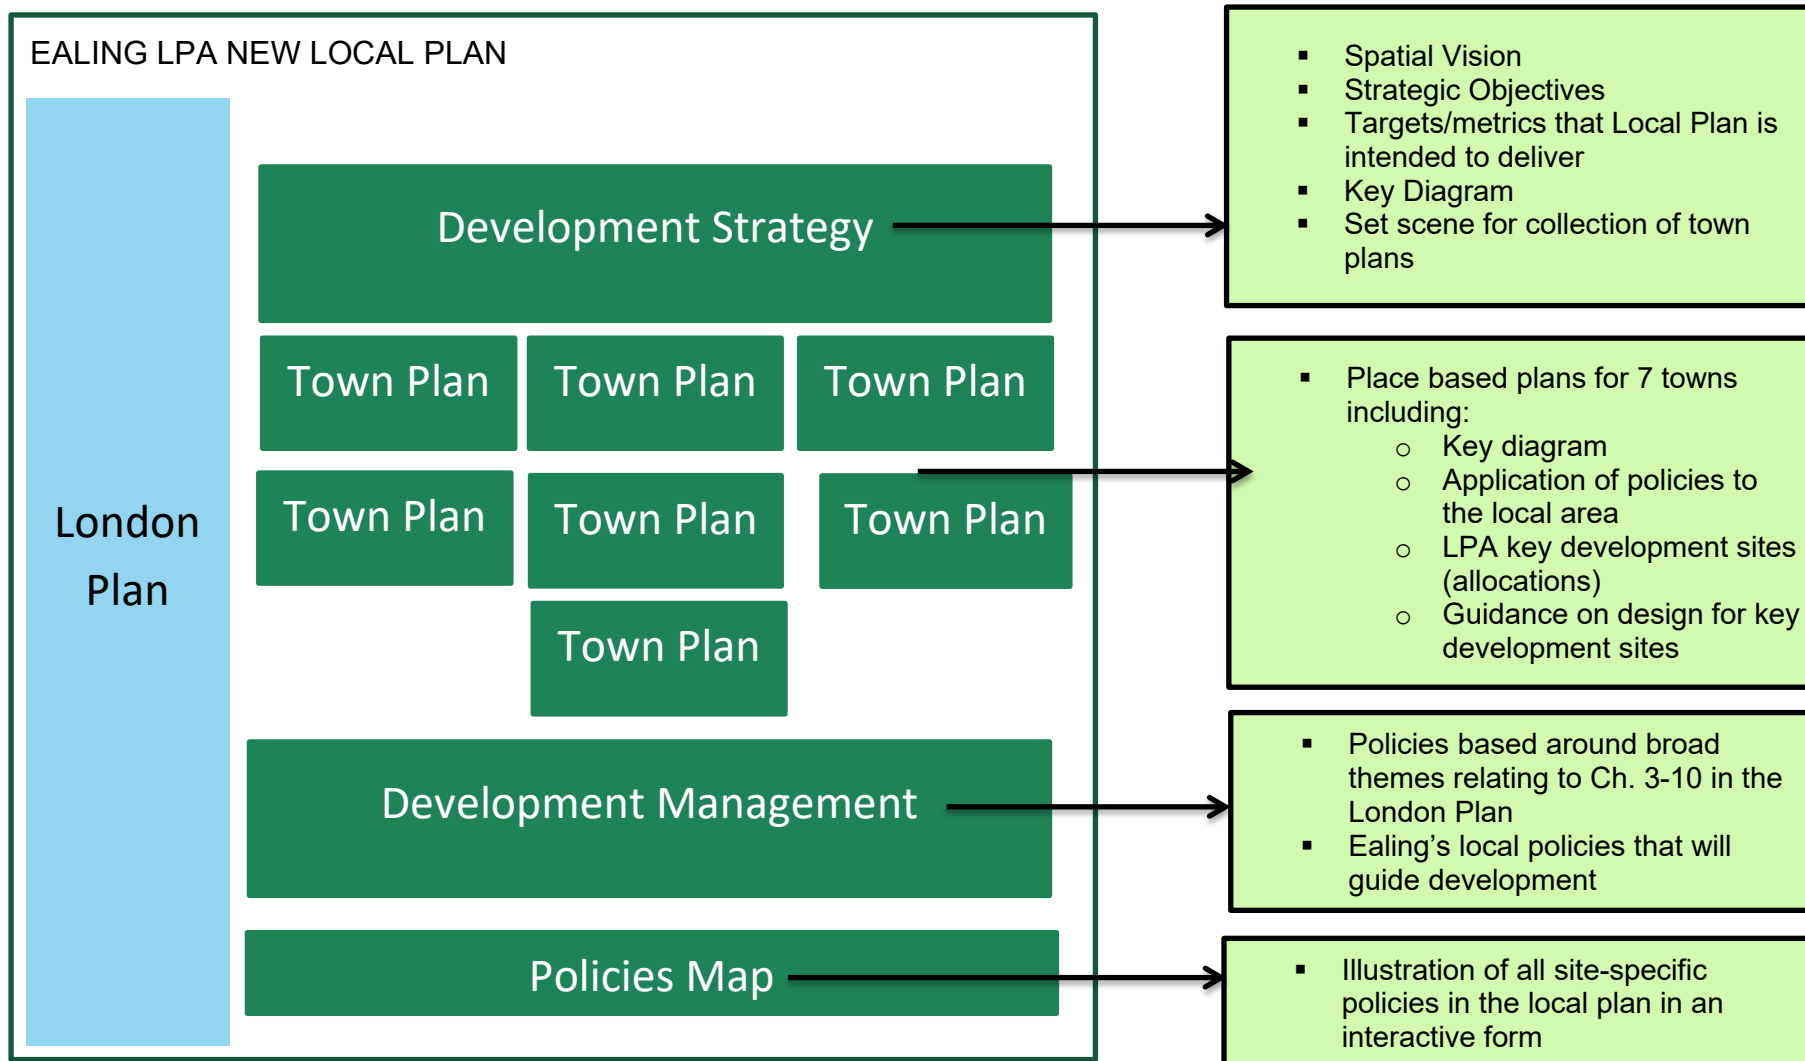 EALING LPA NEW LOCAL PLAN
London
Plan
Development Strategy
Town Plan
Town Plan
Town Plan
Town Plan
Town Plan
Town Plan
Town Plan
Development Management
Policies Map
▪ Spatial Vision
▪ Strategic Objectives
▪ Targets/metrics that Local Plan is
intended to deliver
▪ Key Diagram
▪ Set scene for collection of town
plans
▪ Place based plans for 7 towns
including:
o Key diagram
o Application of policies to
the local area
o LPA key development sites
(allocations)
o Guidance on design for key
development sites
▪ Policies based around broad
themes relating to Ch. 3-10 in the
London Plan
▪ Ealing’s local policies that will
guide development
▪ Illustration of all site-specific
policies in the local plan in an
interactive form